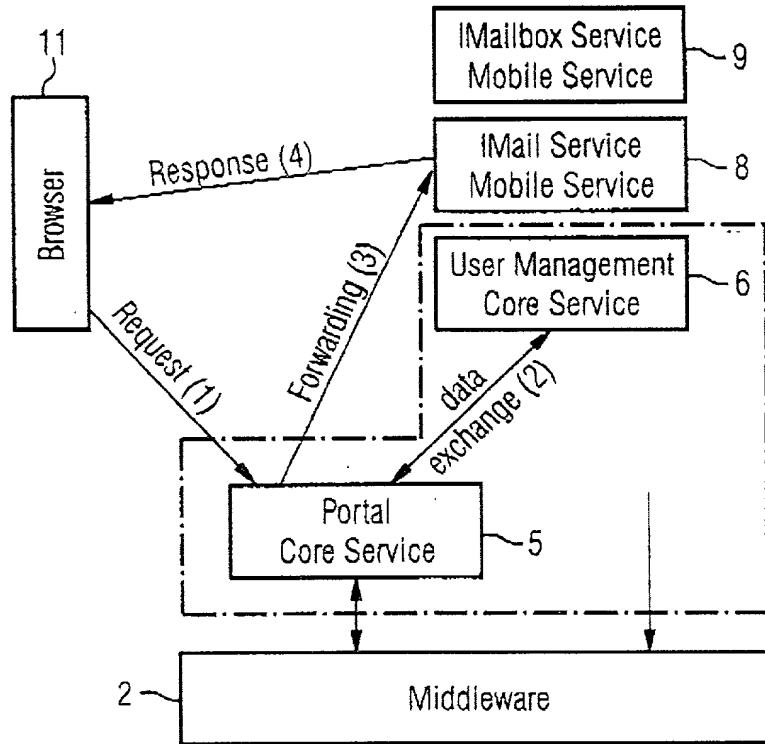 11
IMailbox Service
Mobile Service
9
Browser
Response (4)
IMail Service
Mobile Service
8
Request (1)
Forwarding (3)
User Management
Core Service
6
data
exchange (2)
Portal
Core Service
5
2
Middleware